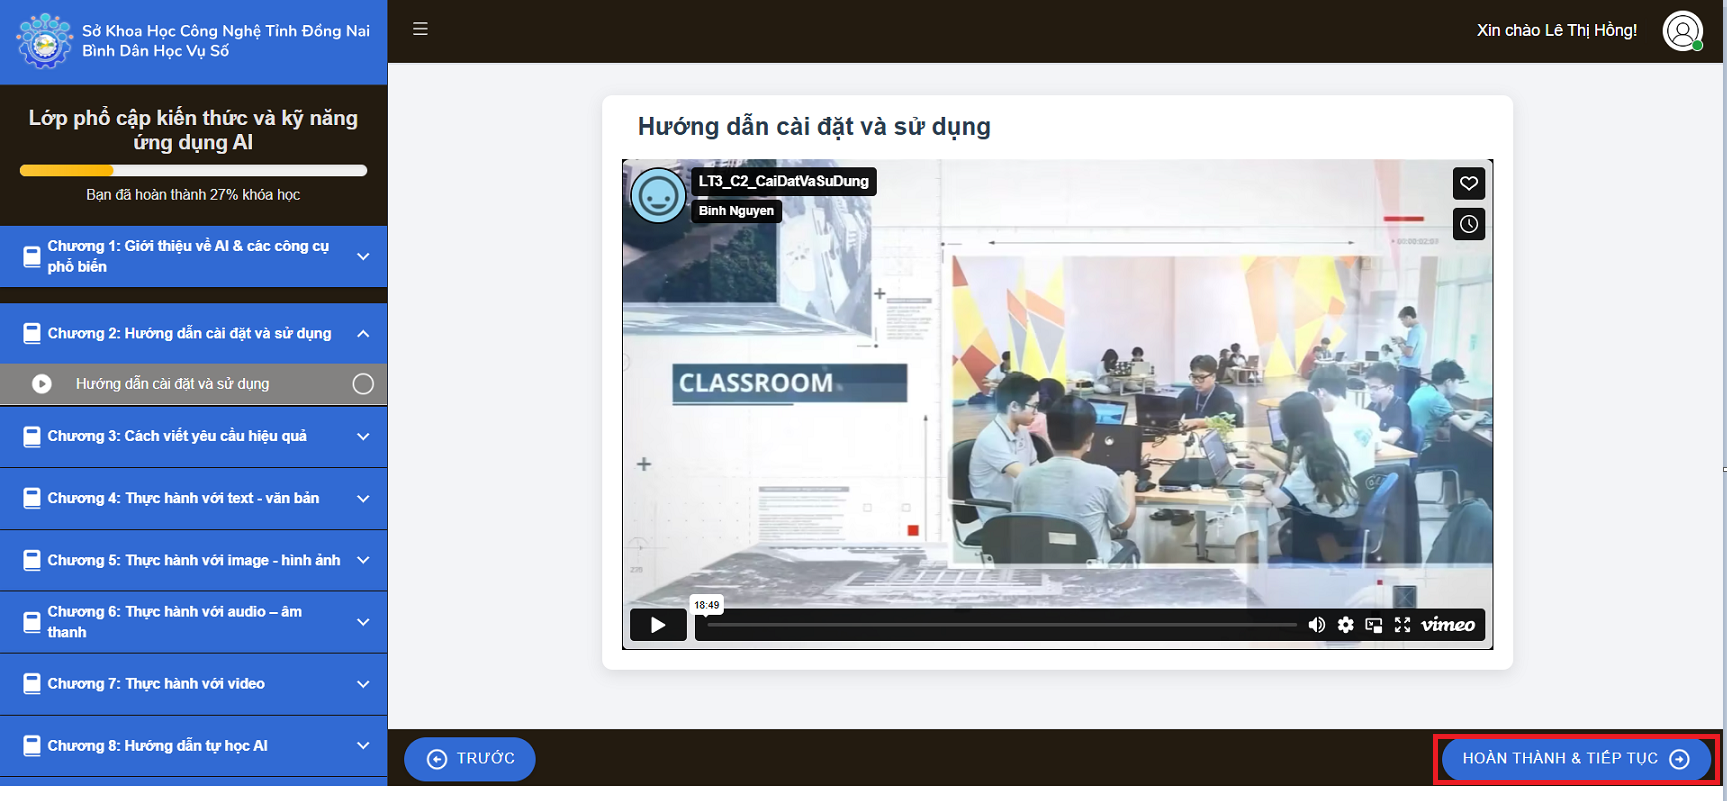 Sở Khoa Học Công Nghệ Tỉnh Đồng Nai
Bình Dân Học Vụ Số
Xin chào Lê Thị Hồng!
Lớp phổ cập kiến thức và kỹ năng
ứng dụng AI
Bạn đã hoàn thành 27% khóa học
Chương 1: Giới thiệu về AI & các công cụ
phổ biến
Chương 2: Hướng dẫn cài đặt và sử dụng
Hướng dẫn cài đặt và sử dụng
Chương 3: Cách viết yêu cầu hiệu quả
Chương 4: Thực hành với text - văn bản
Chương 5: Thực hành với image - hình ảnh
Chương 6: Thực hành với audio – âm
thanh
Chương 7: Thực hành với video
Chương 8: Hướng dẫn tự học AI
Hướng dẫn cài đặt và sử dụng
LT3_C2_CaiDatVaSuDung
Binh Nguyen
CLASSROOM
18:49
vimeo
TRƯỚC
HOÀN THÀNH & TIẾP TỤC